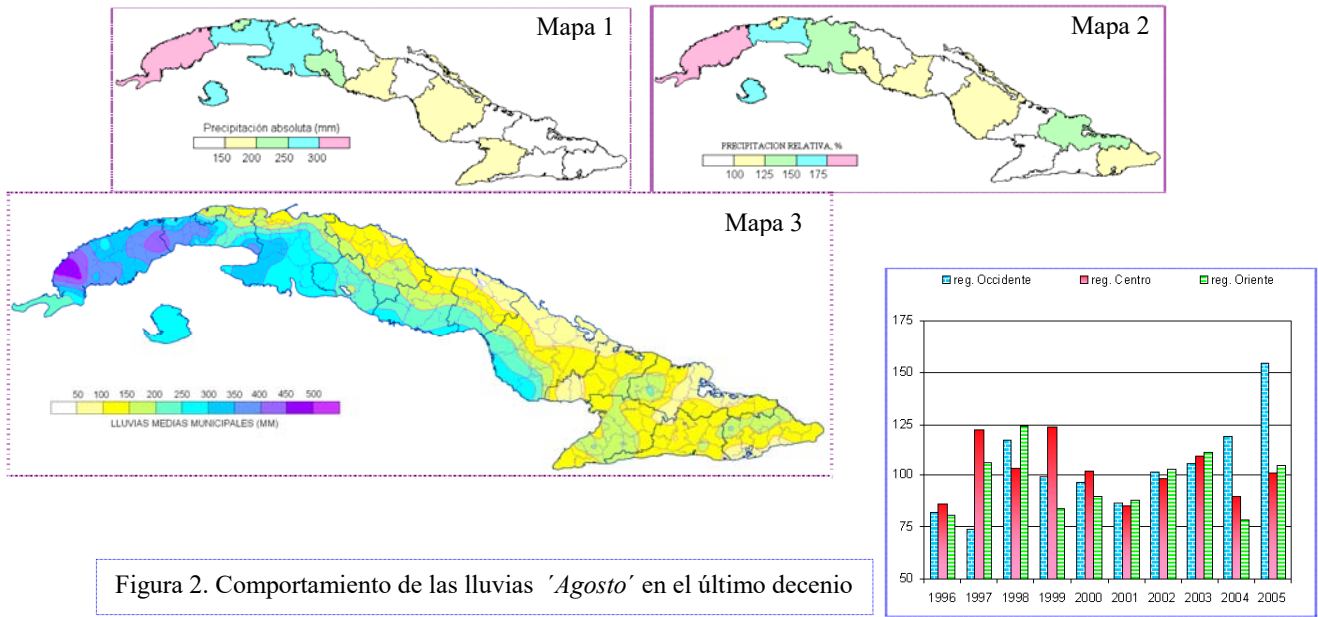 Mapa 1
Precipitación absoluta (mm)
150 200 250 300
Mapa 2
PRECIPITACION RELATIVA, %
100 125 150 175
Mapa 3
50 100 150 200 250 300 350 400 450 500
LLUVIAS MEDIAS MUNICIPALES (MM)
reg. Occidente reg. Centro reg. Oriente
175
150
125
100
75
50
1996 1997 1998 1999 2000 2001 2002 2003 2004 2005
Figura 2. Comportamiento de las lluvias ´Agosto´ en el último decenio